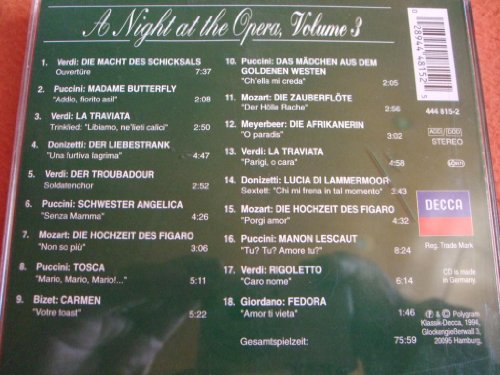 A Night at the Opera, Volume 3
1. Verdi: DIE MACHT DES SCHICKSALS
Ouvertüre 7:37
2. Puccini: MADAME BUTTERFLY
"Addio, fiorito asil" 2:08
3. Verdi: LA TRAVIATA
Trinklied: "Libiamo, ne'lieti calici" 2:50
4. Donizetti: DER LIEBESTRANK
"Una furtiva lagrima" 4:47
5. Verdi: DER TROUBADOUR
Soldatenchor 2:52
6. Puccini: SCHWESTER ANGELICA
"Senza Mamma" 4:26
7. Mozart: DIE HOCHZEIT DES FIGARO
"Non so più" 3:06
8. Puccini: TOSCA
"Mario, Mario, Mario!..." 5:11
9. Bizet: CARMEN
"Votre toast" 5:22
10. Puccini: DAS MÄDCHEN AUS DEM
GOLDENEN WESTEN
"Ch'ella mi creda" 2:05
11. Mozart: DIE ZAUBERFLÖTE
"Der Hölle Rache" 2:56
12. Meyerbeer: DIE AFRIKANERIN
"O paradis" 3:02
13. Verdi: LA TRAVIATA
"Parigi, o cara" 4:58
14. Donizetti: LUCIA DI LAMMERMOOR
Sextett: "Chi mi frena in tal momento" 3:43
15. Mozart: DIE HOCHZEIT DES FIGARO
"Porgi amor" 4:32
16. Puccini: MANON LESCAUT
"Tu? Tu? Amore tu?" 8:24
17. Verdi: RIGOLETTO
"Caro nome" 6:04
18. Giordano: FEDORA
"Amor ti vieta" 1:46
Gesamtspielzeit: 75:59
0 28944 48152 5
444 815-2
ADD DDD
STEREO
DECCA
Reg. Trade Mark
CD is made in
Germany.
℗ © Polygram
Klassik-Decca, 1994,
Glockengießerwall 3,
20095 Hamburg.